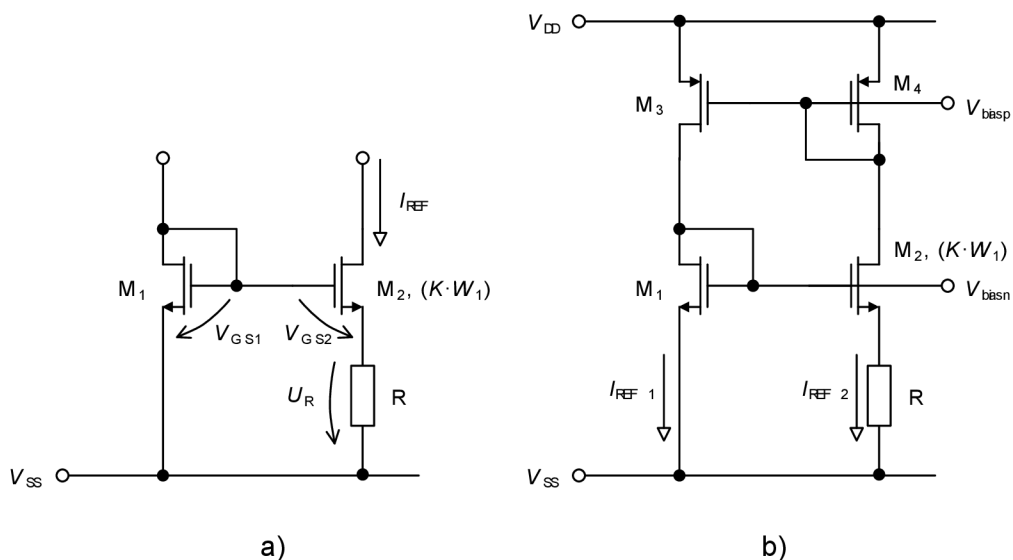 V_DD
M_3
M_4
V_biasp
I_REF
M_1
M_2, (K·W_1)
V_GS1
V_GS2
U_R
R
V_SS
a)
M_1
M_2, (K·W_1)
V_biasn
I_REF 1
I_REF 2
R
V_SS
b)